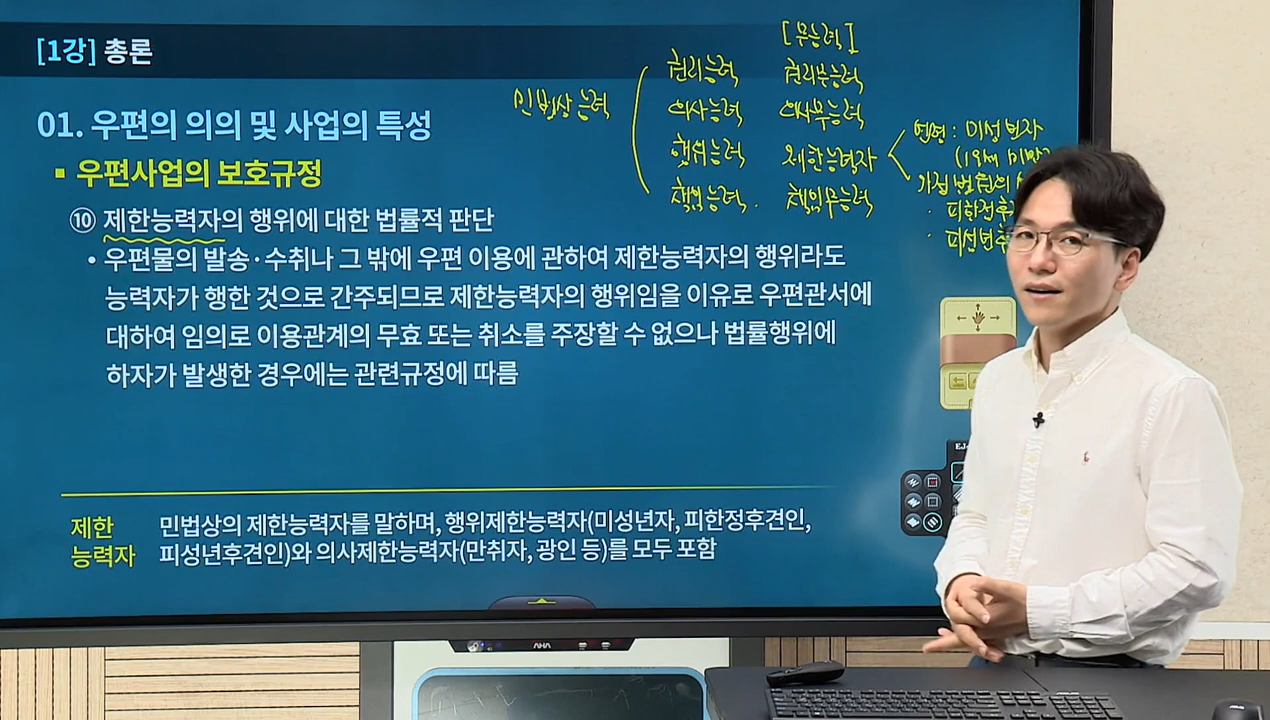 [1강] 총론
[무능력]
민법상 능력
권리능력 권리무능력
의사능력 의사무능력
행위능력 제한능력자
책임능력. 책임무능력
연령 : 미성년자
(19세 미만
가정법원의
· 피한정후
· 피성년후
01. 우편의 의의 및 사업의 특성
우편사업의 보호규정
⑩ 제한능력자의 행위에 대한 법률적 판단
• 우편물의 발송·수취나 그 밖에 우편 이용에 관하여 제한능력자의 행위라도
능력자가 행한 것으로 간주되므로 제한능력자의 행위임을 이유로 우편관서에
대하여 임의로 이용관계의 무효 또는 취소를 주장할 수 없으나 법률행위에
하자가 발생한 경우에는 관련규정에 따름
제한
능력자
민법상의 제한능력자를 말하며, 행위제한능력자(미성년자, 피한정후견인,
피성년후견인)와 의사제한능력자(만취자, 광인 등)를 모두 포함
AHA